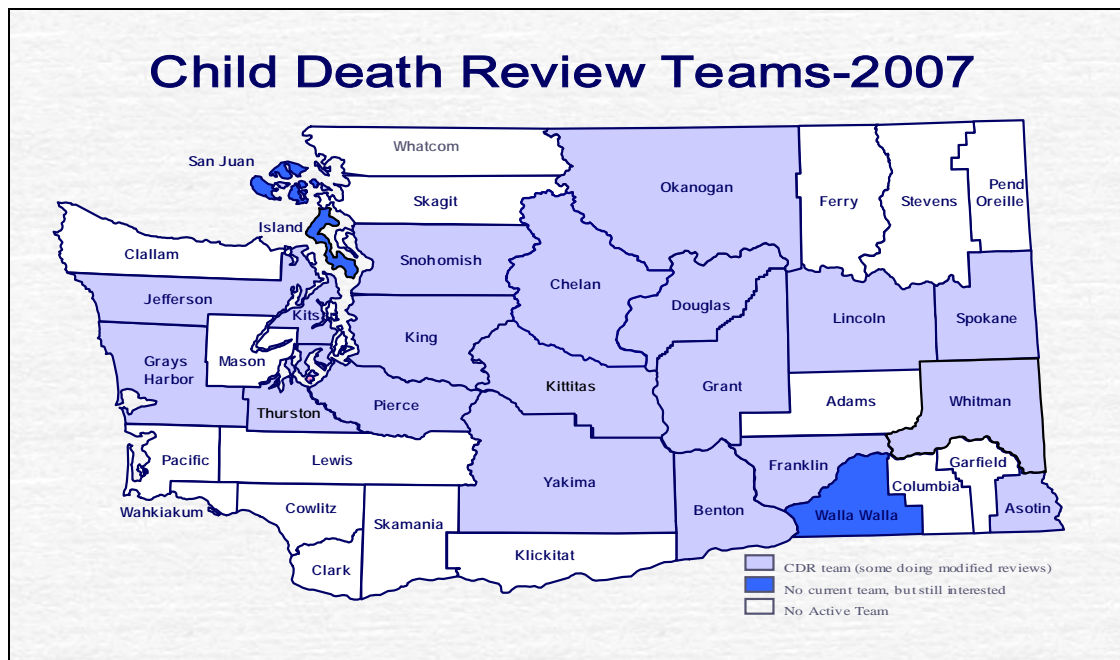 Child Death Review Teams-2007
Whatcom
San Juan
Okanogan
Skagit
Ferry
Stevens
Pend
Oreille
Island
Clallam
Snohomish
Chelan
Jefferson
Douglas
Kits
Lincoln
Spokane
King
Mason
Grays
Harbor
Kittitas
Grant
Adams
Whitman
Thurston
Pierce
Pacific
Lewis
Franklin
Garfield
Yakima
Columbia
Wahkiakum
Cowlitz
Skamania
Benton
Walla Walla
Asotin
Klickitat
Clark
CDR team (some doing modified reviews)
No current team, but still interested
No Active Team